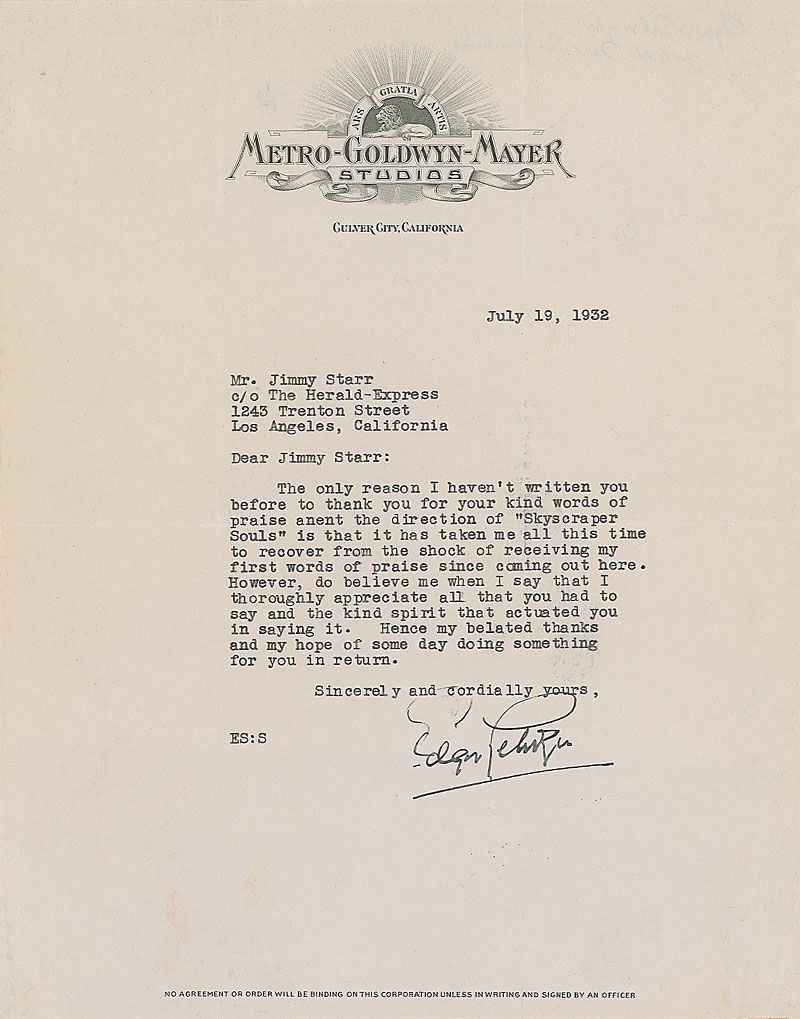 ARS GRATIA ARTIS
METRO-GOLDWYN-MAYER
STUDIOS
CULVER CITY, CALIFORNIA
July 19, 1932
Mr. Jimmy Starr
c/o The Herald-Express
1243 Trenton Street
Los Angeles, California
Dear Jimmy Starr:
The only reason I haven't written you
before to thank you for your kind words of
praise anent the direction of "Skyscraper
Souls" is that it has taken me all this time
to recover from the shock of receiving my
first words of praise since coming out here.
However, do believe me when I say that I
thoroughly appreciate all that you had to
say and the kind spirit that actuated you
in saying it. Hence my belated thanks
and my hope of some day doing something
for you in return.
Sincerely and cordially yours,
Edgar Selwyn
ES:S
NO AGREEMENT OR ORDER WILL BE BINDING ON THIS CORPORATION UNLESS IN WRITING AND SIGNED BY AN OFFICER